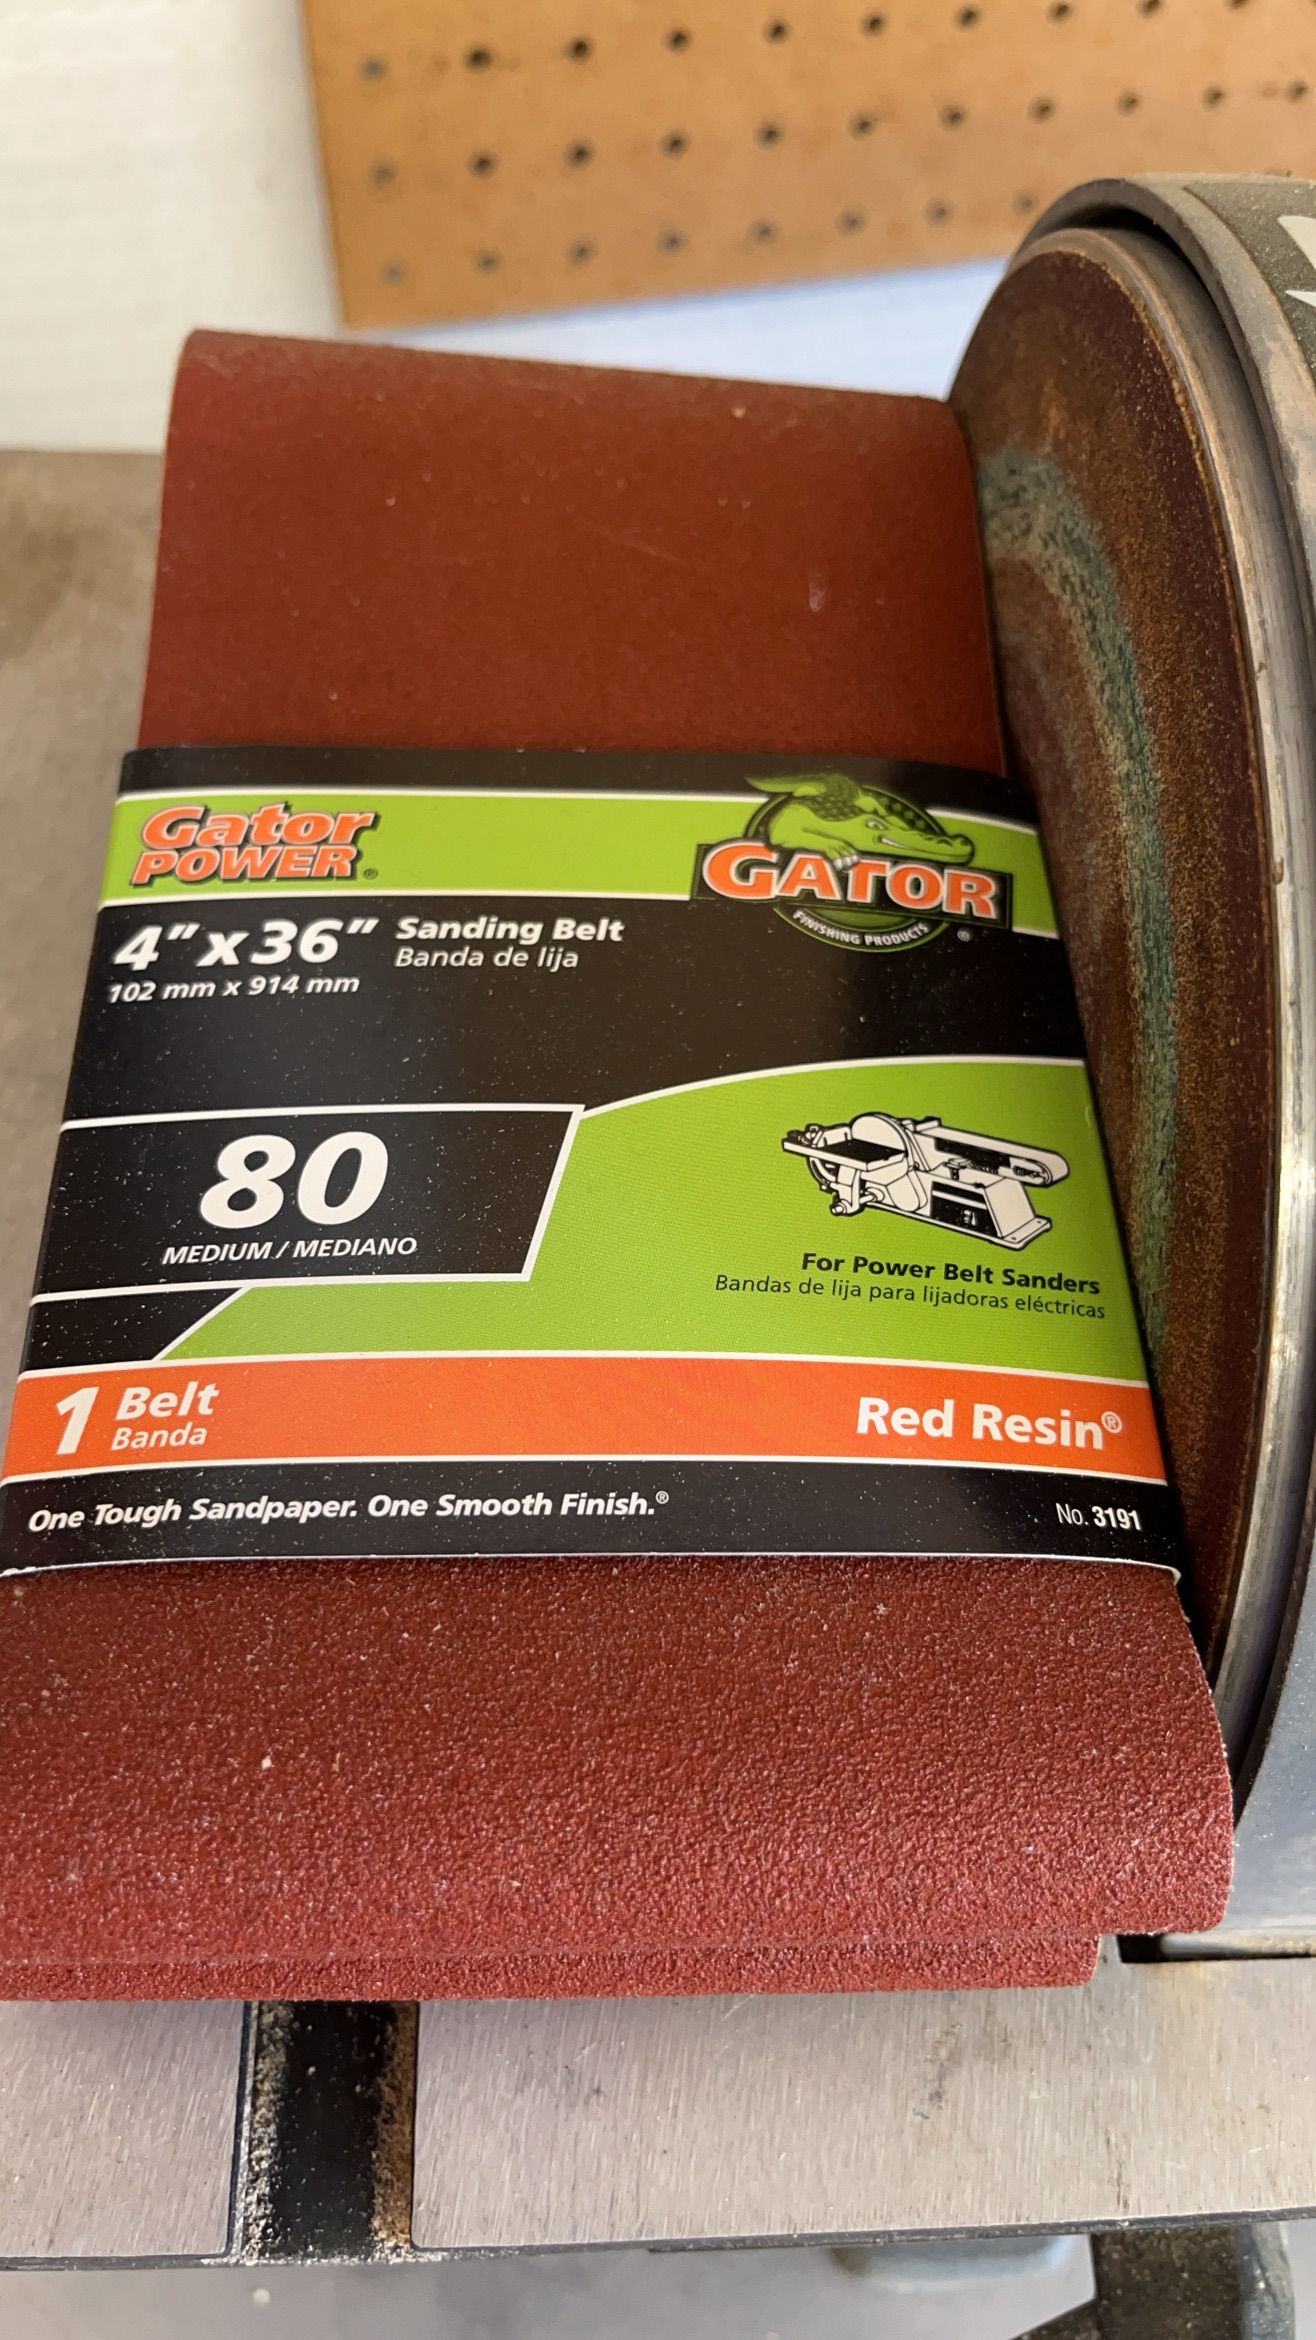 Gator
POWER®
GATOR
FINISHING PRODUCTS®
4" x 36" Sanding Belt
Banda de lija
102 mm x 914 mm
80
MEDIUM / MEDIANO
For Power Belt Sanders
Bandas de lija para lijadoras eléctricas
1 Belt
Banda
Red Resin®
One Tough Sandpaper. One Smooth Finish.®
No. 3191